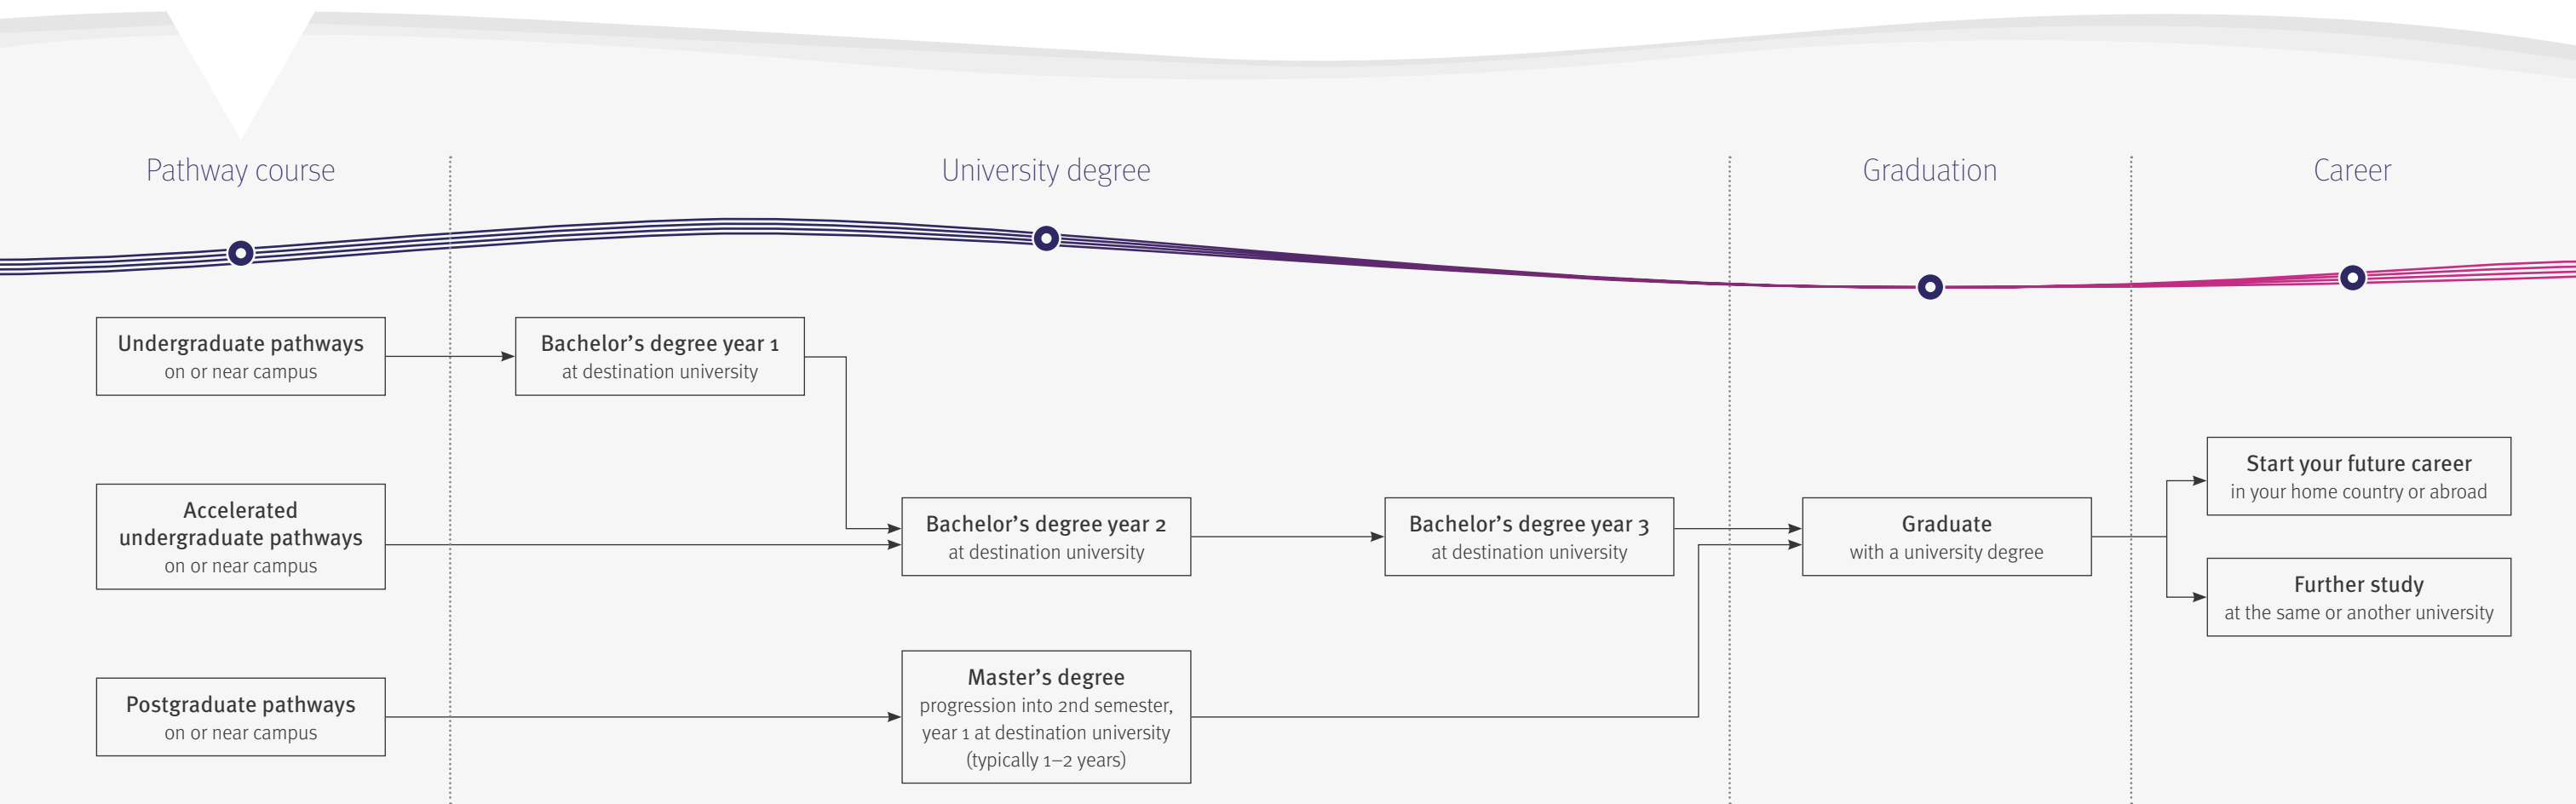 Pathway course
University degree
Graduation
Career
Undergraduate pathways
on or near campus
Bachelor’s degree year 1
at destination university
Accelerated
undergraduate pathways
on or near campus
Bachelor’s degree year 2
at destination university
Bachelor’s degree year 3
at destination university
Graduate
with a university degree
Start your future career
in your home country or abroad
Further study
at the same or another university
Postgraduate pathways
on or near campus
Master’s degree
progression into 2nd semester,
year 1 at destination university
(typically 1–2 years)